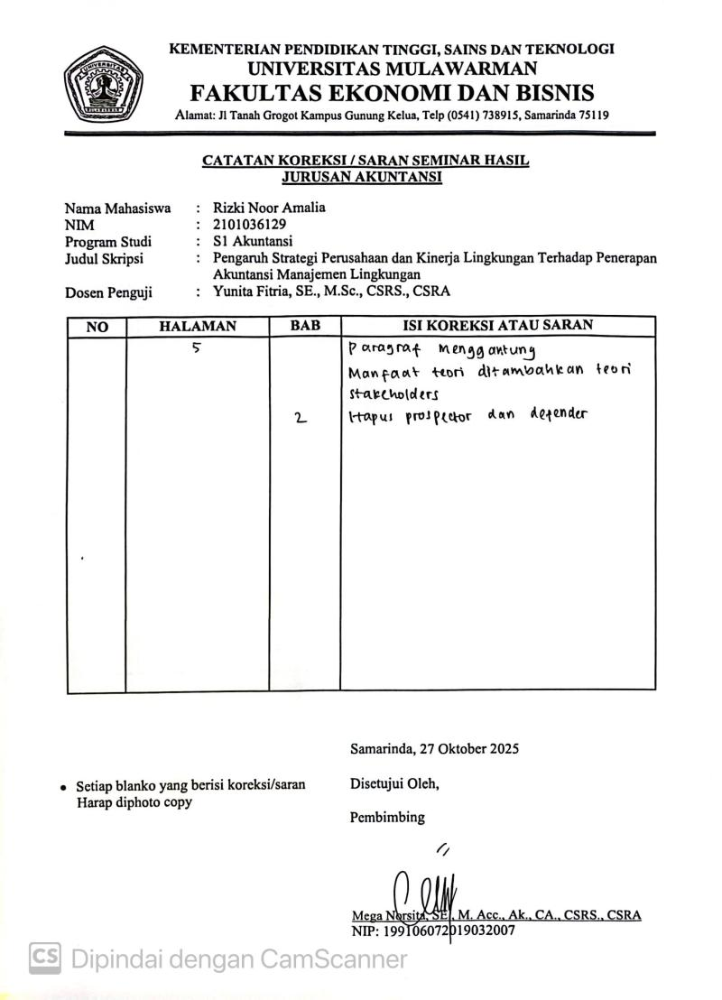 KEMENTERIAN PENDIDIKAN TINGGI, SAINS DAN TEKNOLOGI
UNIVERSITAS MULAWARMAN
FAKULTAS EKONOMI DAN BISNIS
Alamat: Jl Tanah Grogot Kampus Gunung Kelua, Telp (0541) 738915, Samarinda 75119
CATATAN KOREKSI / SARAN SEMINAR HASIL
JURUSAN AKUNTANSI
Nama Mahasiswa : Rizki Noor Amalia
NIM : 2101036129
Program Studi : S1 Akuntansi
Judul Skripsi : Pengaruh Strategi Perusahaan dan Kinerja Lingkungan Terhadap Penerapan
Akuntansi Manajemen Lingkungan
Dosen Penguji : Yunita Fitria, SE., M.Sc., CSRS., CSRA
NO HALAMAN BAB ISI KOREKSI ATAU SARAN
5 Paragraf menggantung
Manfaat teori ditambahkan teori
stakeholders
2 Hapus prospector dan defender
Samarinda, 27 Oktober 2025
• Setiap blanko yang berisi koreksi/saran
Harap diphoto copy
Disetujui Oleh,
Pembimbing
Mega Norsita, SE., M. Acc., Ak., CA., CSRS., CSRA
NIP: 199106072019032007
CS Dipindai dengan CamScanner